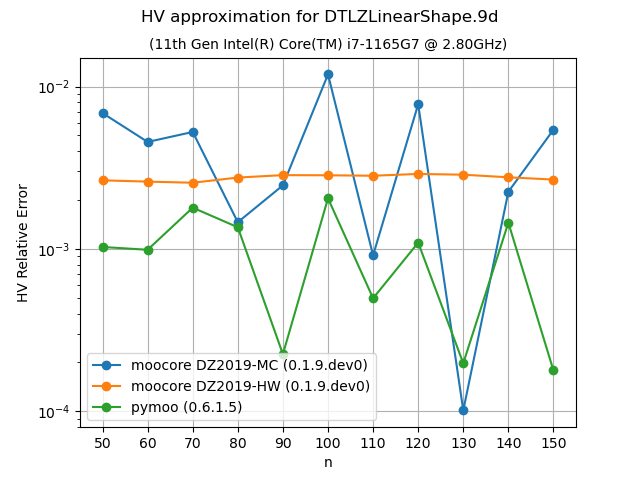 HV approximation for DTLZLinearShape.9d
(11th Gen Intel(R) Core(TM) i7-1165G7 @ 2.80GHz)
HV Relative Error
10⁻²
10⁻³
10⁻⁴
moocore DZ2019-MC (0.1.9.dev0)
moocore DZ2019-HW (0.1.9.dev0)
pymoo (0.6.1.5)
50 60 70 80 90 100 110 120 130 140 150
n